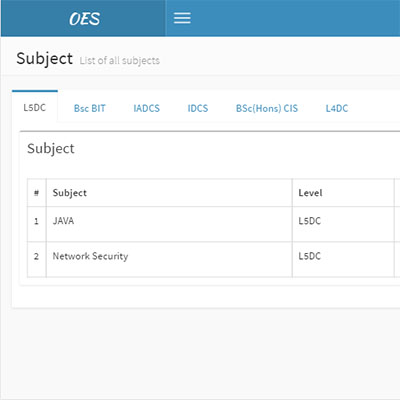 OES
Subject List of all subjects
L5DC Bsc BIT IADCS IDCS BSc(Hons) CIS L4DC
Subject
# Subject Level
1 JAVA L5DC
2 Network Security L5DC